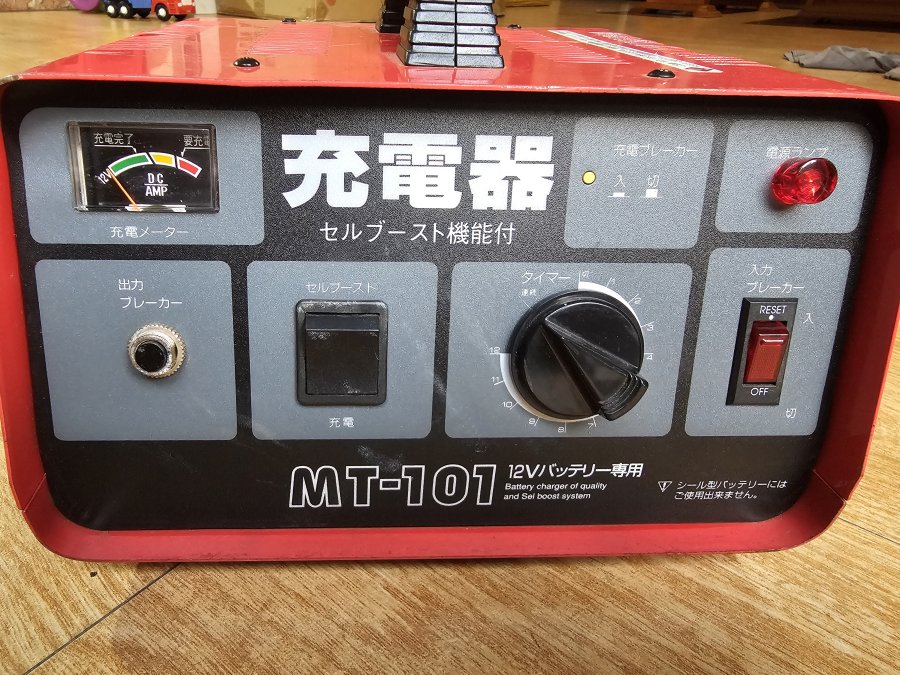 充電完了
要充電
12V
DC
AMP
充電メーター
充電器
セルブースト機能付
充電ブレーカー
入 切
電源ランプ
出力
ブレーカー
セルブースト
充電
タイマー
連続
1
2
3
4
7
8
9
10
11
12
入力
ブレーカー
RESET
入
OFF
切
MT-101
12Vバッテリー専用
Battery charger of quality
and Sel boost system
シール型バッテリーには
ご使用出来ません。